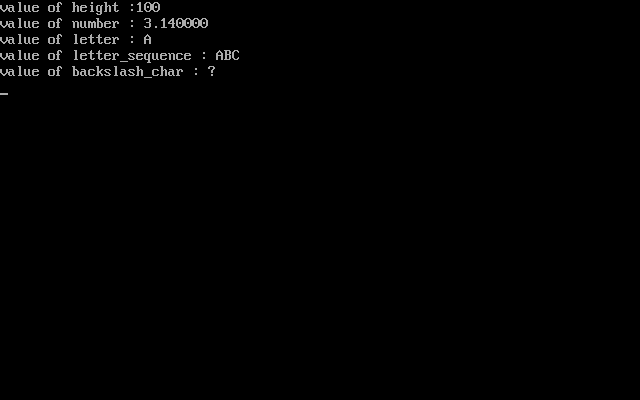 value of height :100
value of number : 3.140000
value of letter : A
value of letter_sequence : ABC
value of backslash_char : ?
_